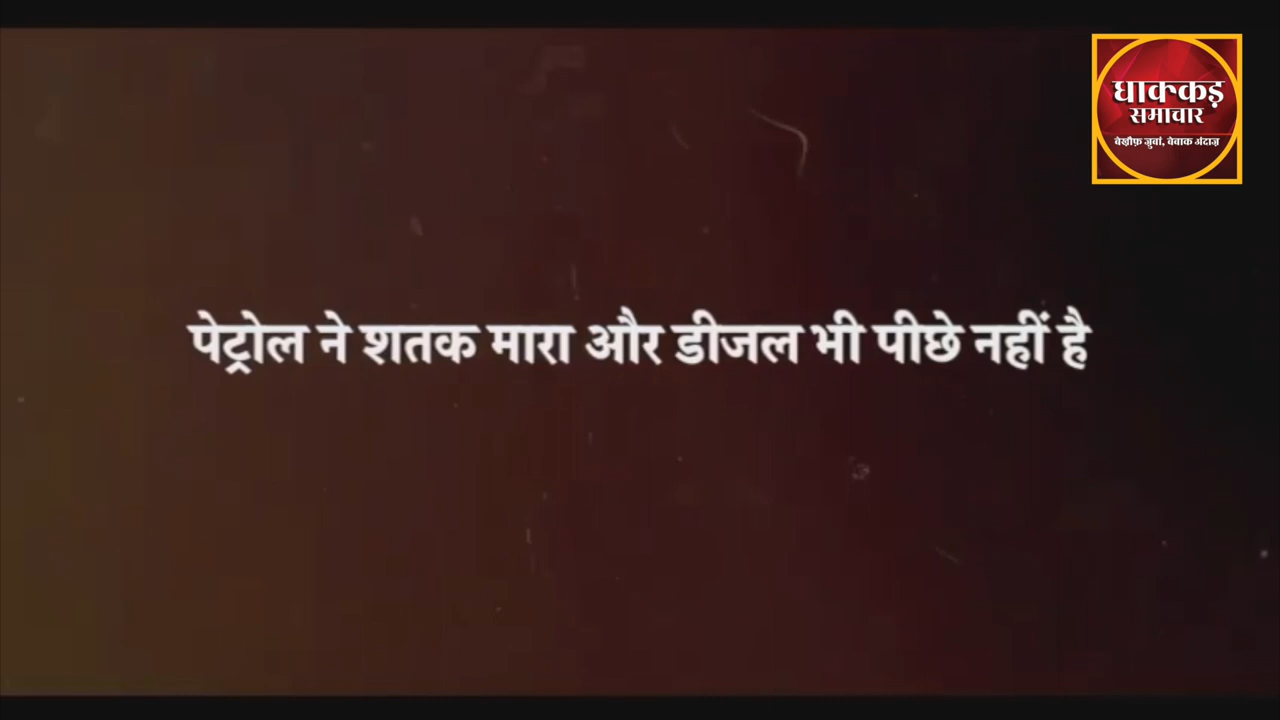 धाक्कड़
समाचार
बेख़ौफ़ जुबां, बेबाक अंदाज़
पेट्रोल ने शतक मारा और डीजल भी पीछे नहीं है